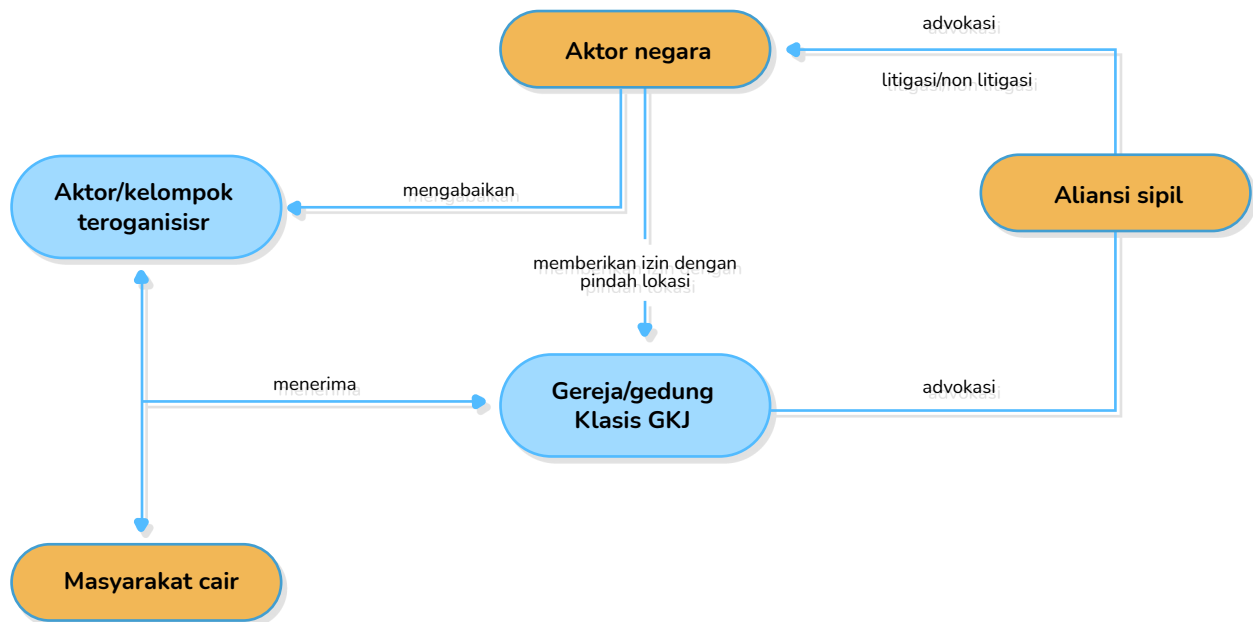 advokasi
Aktor negara
litigasi/non litigasi
Aktor/kelompok
teroganisisr
mengabaikan
Aliansi sipil
memberikan izin dengan
pindah lokasi
menerima
Gereja/gedung
Klasis GKJ
advokasi
Masyarakat cair